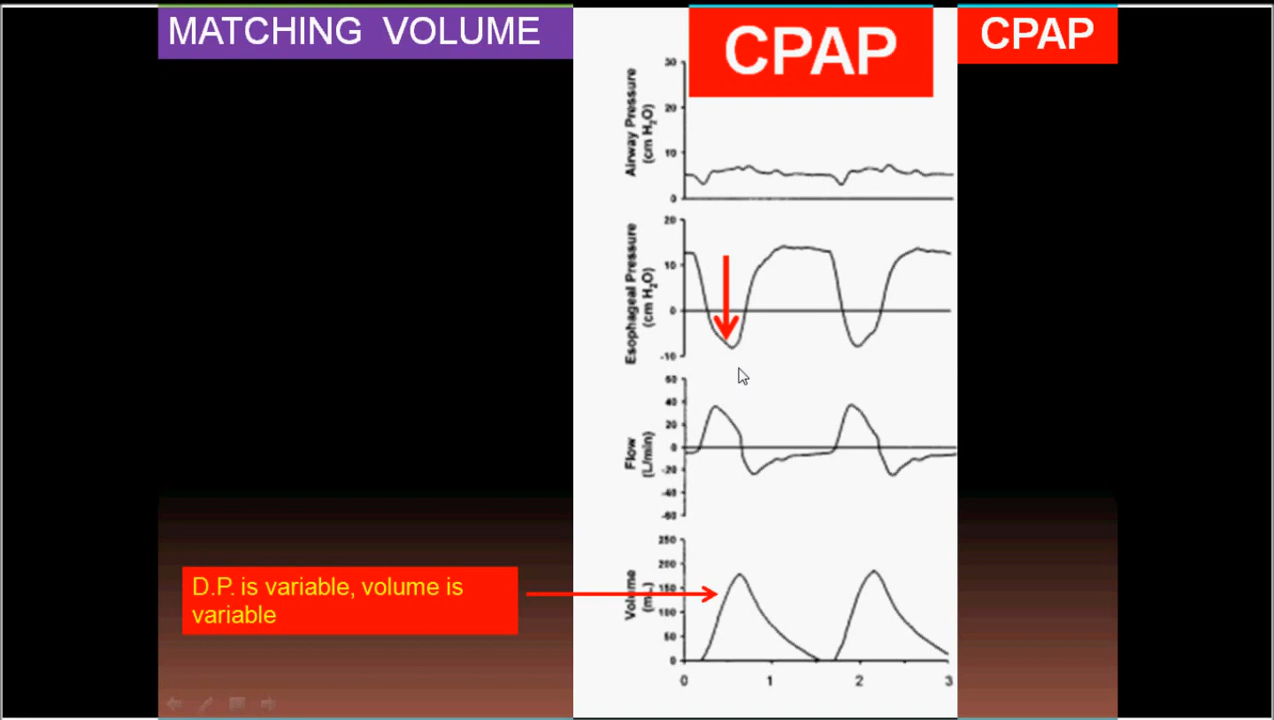 MATCHING VOLUME
CPAP
CPAP
Airway Pressure
(cm H₂O)
30
20
10
0
Esophageal Pressure
(cm H₂O)
20
10
0
-10
Flow
(L/min)
60
40
20
0
-20
-40
-60
D.P. is variable, volume is
variable
Volume
(mL)
250
200
150
100
50
0
0 1 2 3